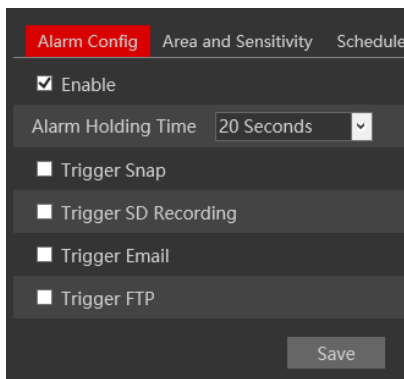 Alarm Config Area and Sensitivity Schedule
Enable
Alarm Holding Time 20 Seconds
Trigger Snap
Trigger SD Recording
Trigger Email
Trigger FTP
Save